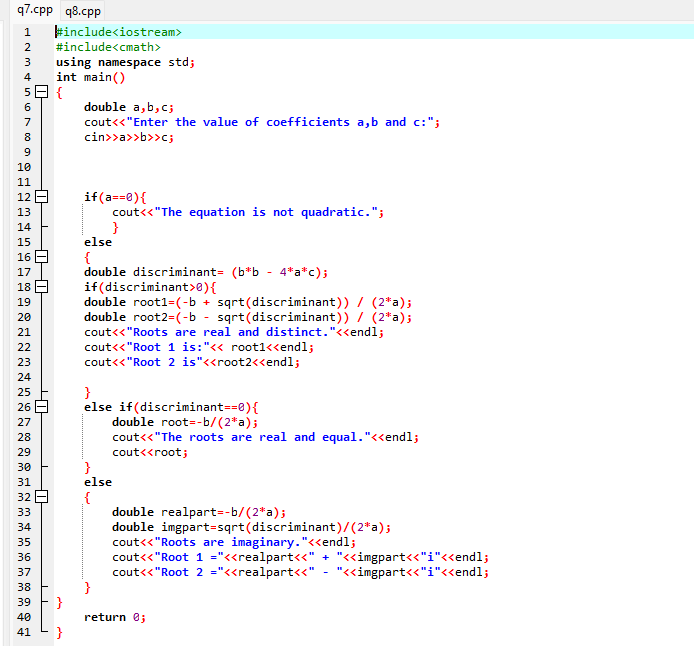 q7.cpp q8.cpp
1 #include<iostream>
2 #include<cmath>
3 using namespace std;
4 int main()
5 {
6 double a,b,c;
7 cout<<"Enter the value of coefficients a,b and c:";
8 cin>>a>>b>>c;
9
10
11
12 if(a==0){
13 cout<<"The equation is not quadratic.";
14 }
15 else
16 {
17 double discriminant= (b*b - 4*a*c);
18 if(discriminant>0){
19 double root1=(-b + sqrt(discriminant)) / (2*a);
20 double root2=(-b - sqrt(discriminant)) / (2*a);
21 cout<<"Roots are real and distinct."<<endl;
22 cout<<"Root 1 is:"<< root1<<endl;
23 cout<<"Root 2 is"<<root2<<endl;
24
25 }
26 else if(discriminant==0){
27 double root=-b/(2*a);
28 cout<<"The roots are real and equal."<<endl;
29 cout<<root;
30 }
31 else
32 {
33 double realpart=-b/(2*a);
34 double imgpart=sqrt(discriminant)/(2*a);
35 cout<<"Roots are imaginary."<<endl;
36 cout<<"Root 1 ="<<realpart<<" + "<<imgpart<<"i"<<endl;
37 cout<<"Root 2 ="<<realpart<<" - "<<imgpart<<"i"<<endl;
38 }
39 }
40 return 0;
41 }